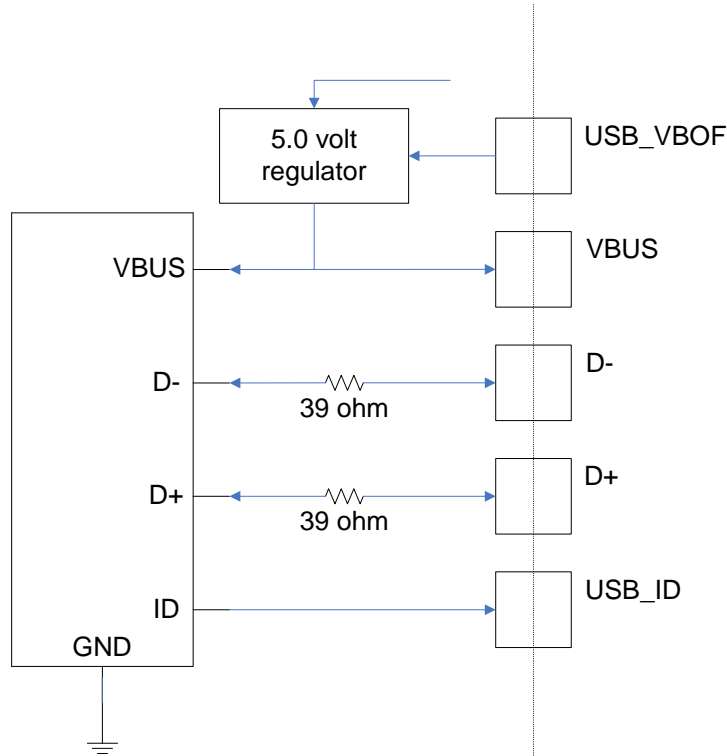 5.0 volt
regulator
USB_VBOF
VBUS
VBUS
D-
39 ohm
D-
D+
39 ohm
D+
ID
USB_ID
GND